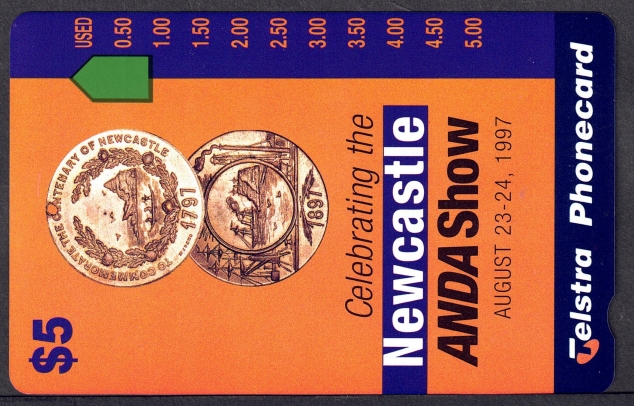 USED 0.50 1.00 1.50 2.00 2.50 3.00 3.50 4.00 4.50 5.00
$5
TO COMMEMORATE THE CENTENARY OF NEWCASTLE
1797
1897
Celebrating the
Newcastle
ANDA Show
AUGUST 23-24, 1997
Telstra Phonecard